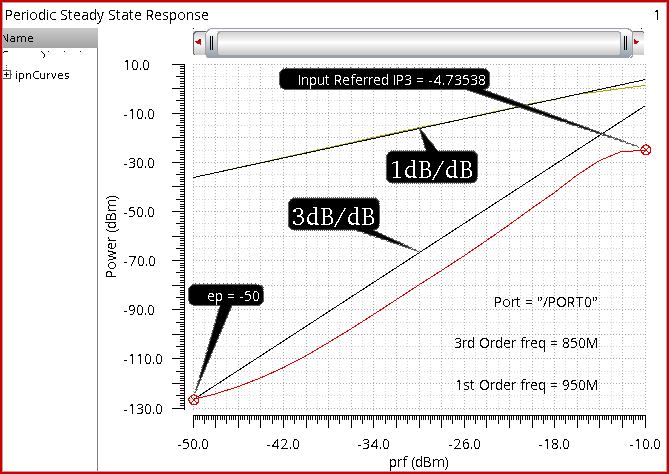 Periodic Steady State Response 1
Name
ipnCurves
Input Referred IP3 = -4.73538
1dB/dB
3dB/dB
ep = -50
Port = "/PORT0"
3rd Order freq = 850M
1st Order freq = 950M
Power (dBm)
10.0
-10.0
-30.0
-50.0
-70.0
-90.0
-110.0
-130.0
-50.0 -42.0 -34.0 -26.0 -18.0 -10.0
prf (dBm)